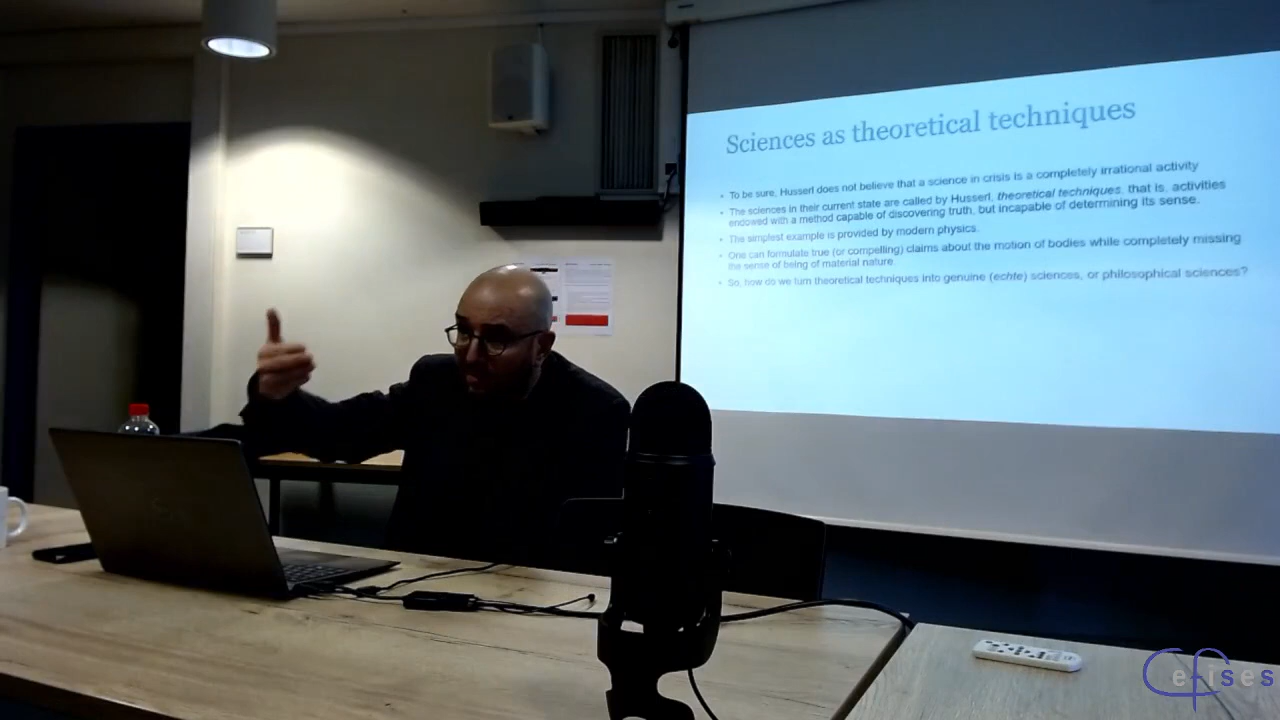 Sciences as theoretical techniques
To be sure, Husserl does not believe that a science in crisis is a completely irrational activity
The sciences in their current state are called by Husserl, theoretical techniques, that is, activities
endowed with a method capable of discovering truth, but incapable of determining its sense.
The simplest example is provided by modern physics.
One can formulate true (or compelling) claims about the motion of bodies while completely missing
the sense of being of material nature.
So, how do we turn theoretical techniques into genuine (echte) sciences, or philosophical sciences?
Cefises